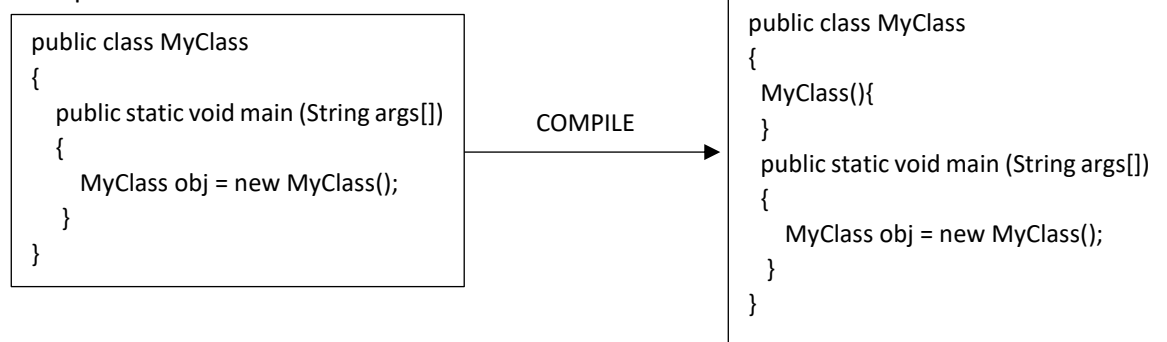 public class MyClass
{
public static void main (String args[])
{
MyClass obj = new MyClass();
}
}
COMPILE
public class MyClass
{
MyClass(){
}
public static void main (String args[])
{
MyClass obj = new MyClass();
}
}